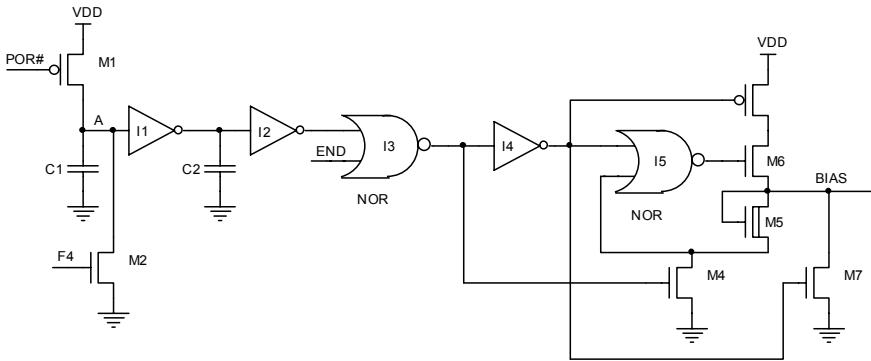 VDD
POR#
M1
A
I1
I2
I3
END
NOR
C1
C2
F4
M2
I4
I5
NOR
VDD
M6
BIAS
M5
M4
M7